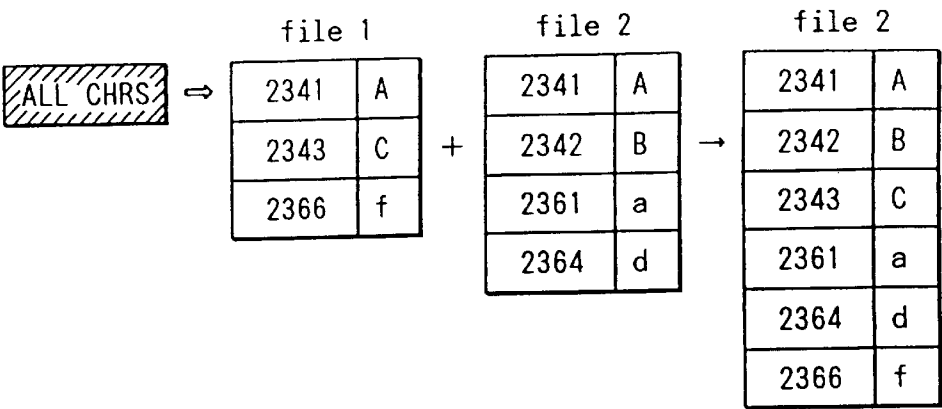 file 1 file 2 file 2
ALL CHRS ⇔ 2341 A 2341 A 2341 A
2343 C + 2342 B → 2342 B
2366 f 2361 a 2343 C
2364 d 2361 a
2364 d
2366 f